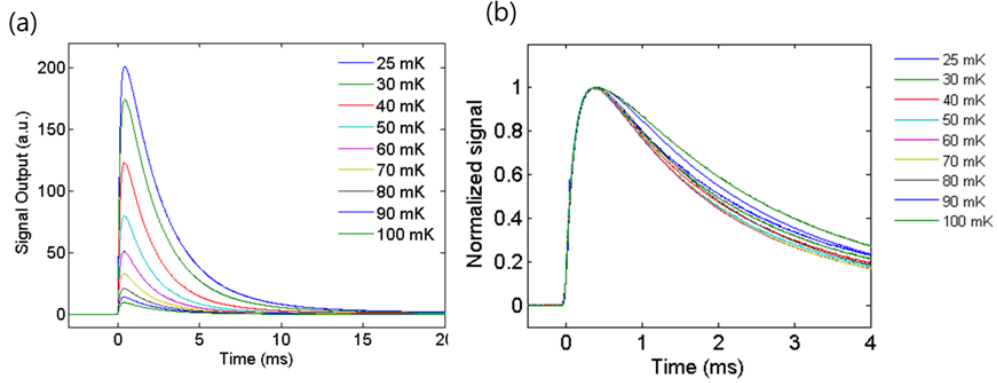 (a)
200
150
100
50
0
Signal Output (a.u.)
0 5 10 15 20
Time (ms)
25 mK
30 mK
40 mK
50 mK
60 mK
70 mK
80 mK
90 mK
100 mK
(b)
1
0.8
0.6
0.4
0.2
0
Normalized signal
0 1 2 3 4
Time (ms)
25 mK
30 mK
40 mK
50 mK
60 mK
70 mK
80 mK
90 mK
100 mK